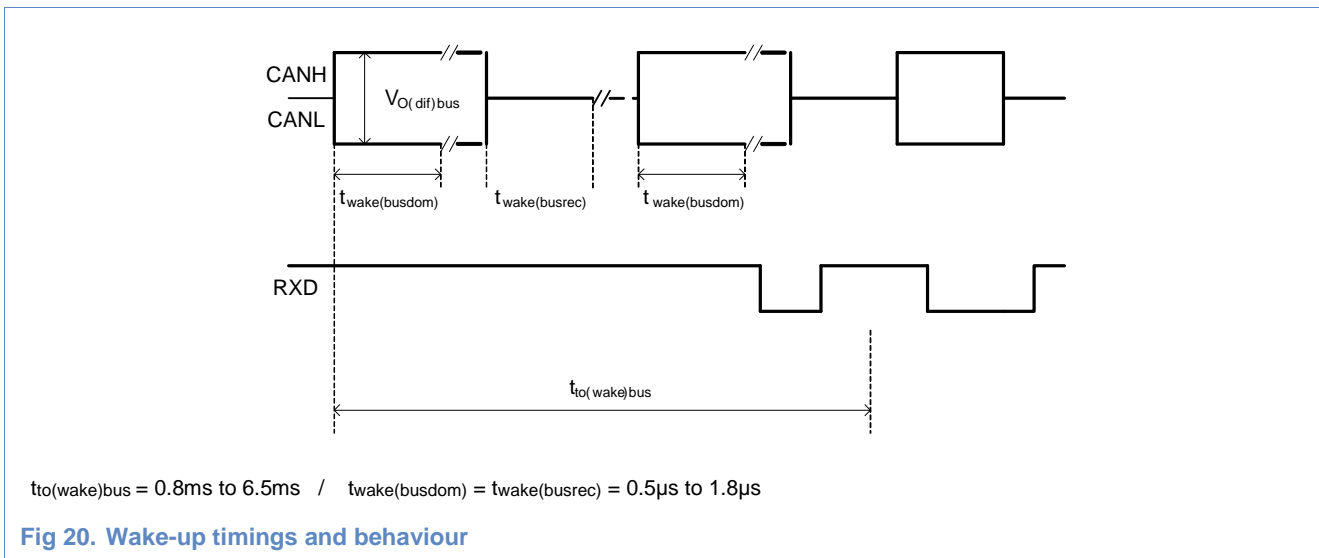 CANH
CANL
VO(dif)bus
twake(busdom)
twake(busrec)
twake(busdom)
RXD
tto(wake)bus
tto(wake)bus = 0.8ms to 6.5ms / twake(busdom) = twake(busrec) = 0.5µs to 1.8µs
Fig 20. Wake-up timings and behaviour